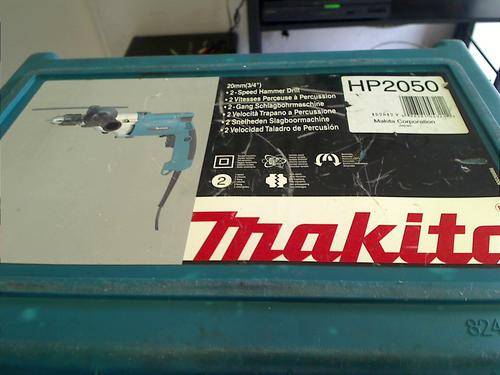 20mm(3/4")
• 2 - Speed Hammer Drill
• 2 Vitesses Perceuse à Percussion
• 2 - Gang Schlagbohrmaschine
• 2 Velocità Trapano a Percussione
• 2 Snelheden Slagboormachine
• 2 Velocidad Taladro de Percusión
HP2050
Makita Corporation
2
makita
824